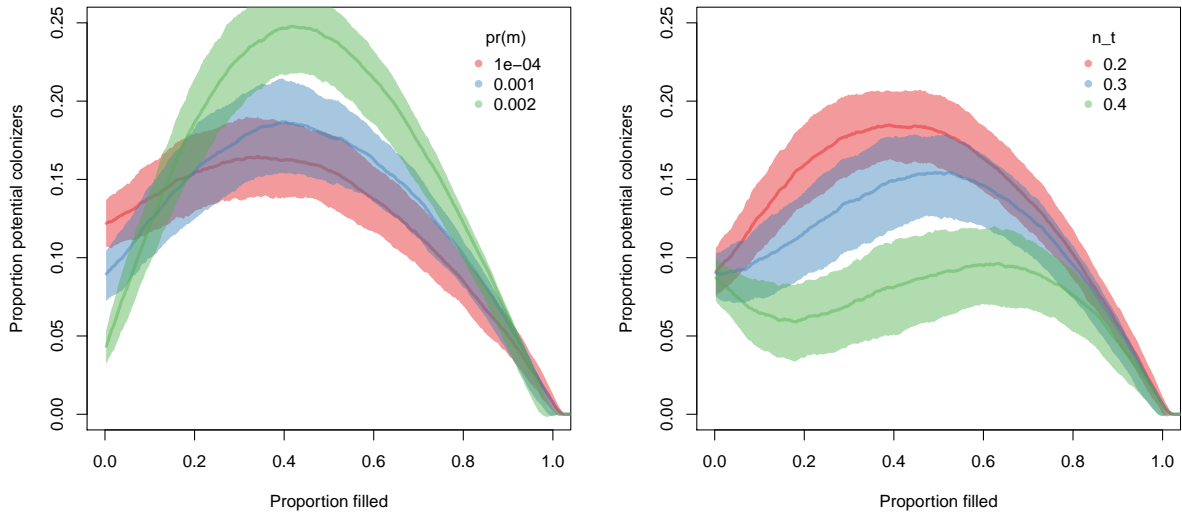 0.00 0.05 0.10 0.15 0.20 0.25
Proportion potential colonizers
pr(m)
1e−04
0.001
0.002
0.0 0.2 0.4 0.6 0.8 1.0
Proportion filled
0.00 0.05 0.10 0.15 0.20 0.25
Proportion potential colonizers
n_t
0.2
0.3
0.4
0.0 0.2 0.4 0.6 0.8 1.0
Proportion filled